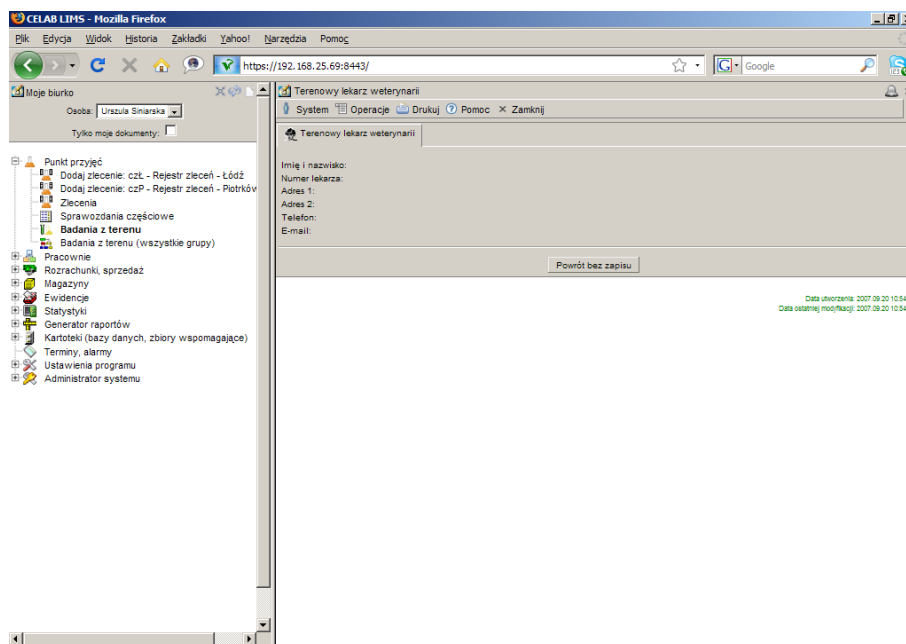 CELAB LIMS - Mozilla Firefox
Plik Edycja Widok Historia Zakładki Yahoo! Narzędzia Pomoc
https://192.168.25.69:8443/
Google
Moje biurko
Osoba: Urszula Siniarska
Tylko moje dokumenty:
Punkt przyjęć
Dodaj zlecenie: czŁ - Rejestr zleceń - Łódź
Dodaj zlecenie: czP - Rejestr zleceń - Piotrków
Zlecenia
Sprawozdania częściowe
Badania z terenu
Badania z terenu (wszystkie grupy)
Pracownie
Rozrachunki, sprzedaż
Magazyny
Ewidencje
Statystyki
Generator raportów
Kartoteki (bazy danych, zbiory wspomagające)
Terminy, alarmy
Ustawienia programu
Administrator systemu
Terenowy lekarz weterynarii
System Operacje Drukuj Pomoc Zamknij
Terenowy lekarz weterynarii
Imię i nazwisko:
Numer lekarza:
Adres 1:
Adres 2:
Telefon:
E-mail:
Powrót bez zapisu
Data utworzenia: 2007.09.20 10:54
Data ostatniej modyfikacji: 2007.09.20 10:54